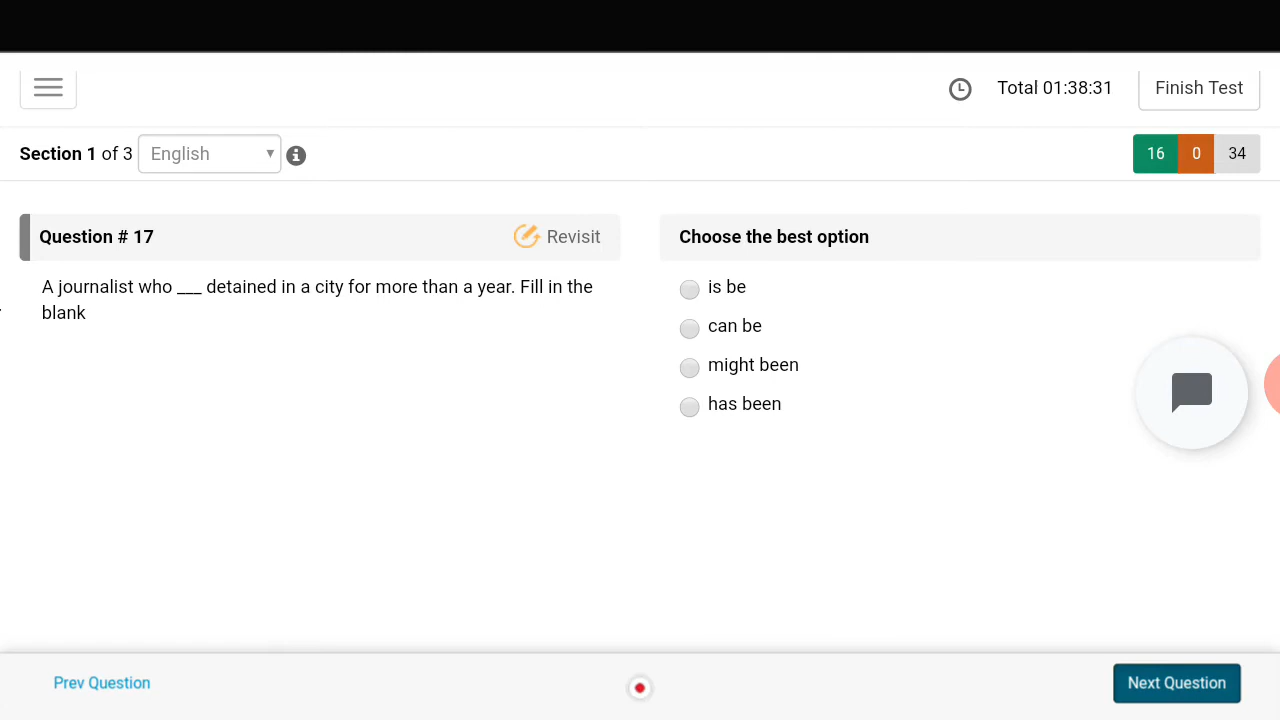 Total 01:38:31
Finish Test
Section 1 of 3
English
16 0 34
Question # 17
Revisit
A journalist who ___ detained in a city for more than a year. Fill in the
blank
Choose the best option
is be
can be
might been
has been
Prev Question
Next Question